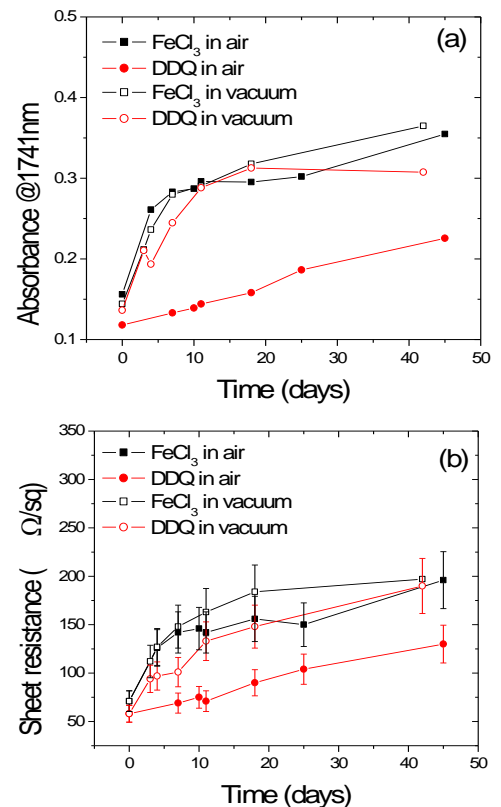 (a)
FeCl3 in air
DDQ in air
FeCl3 in vacuum
DDQ in vacuum
Absorbance @1741nm
0.5
0.4
0.3
0.2
0.1
0 10 20 30 40 50
Time (days)
(b)
FeCl3 in air
DDQ in air
FeCl3 in vacuum
DDQ in vacuum
Sheet resistance ( Ω/sq)
350
300
250
200
150
100
50
0 10 20 30 40 50
Time (days)